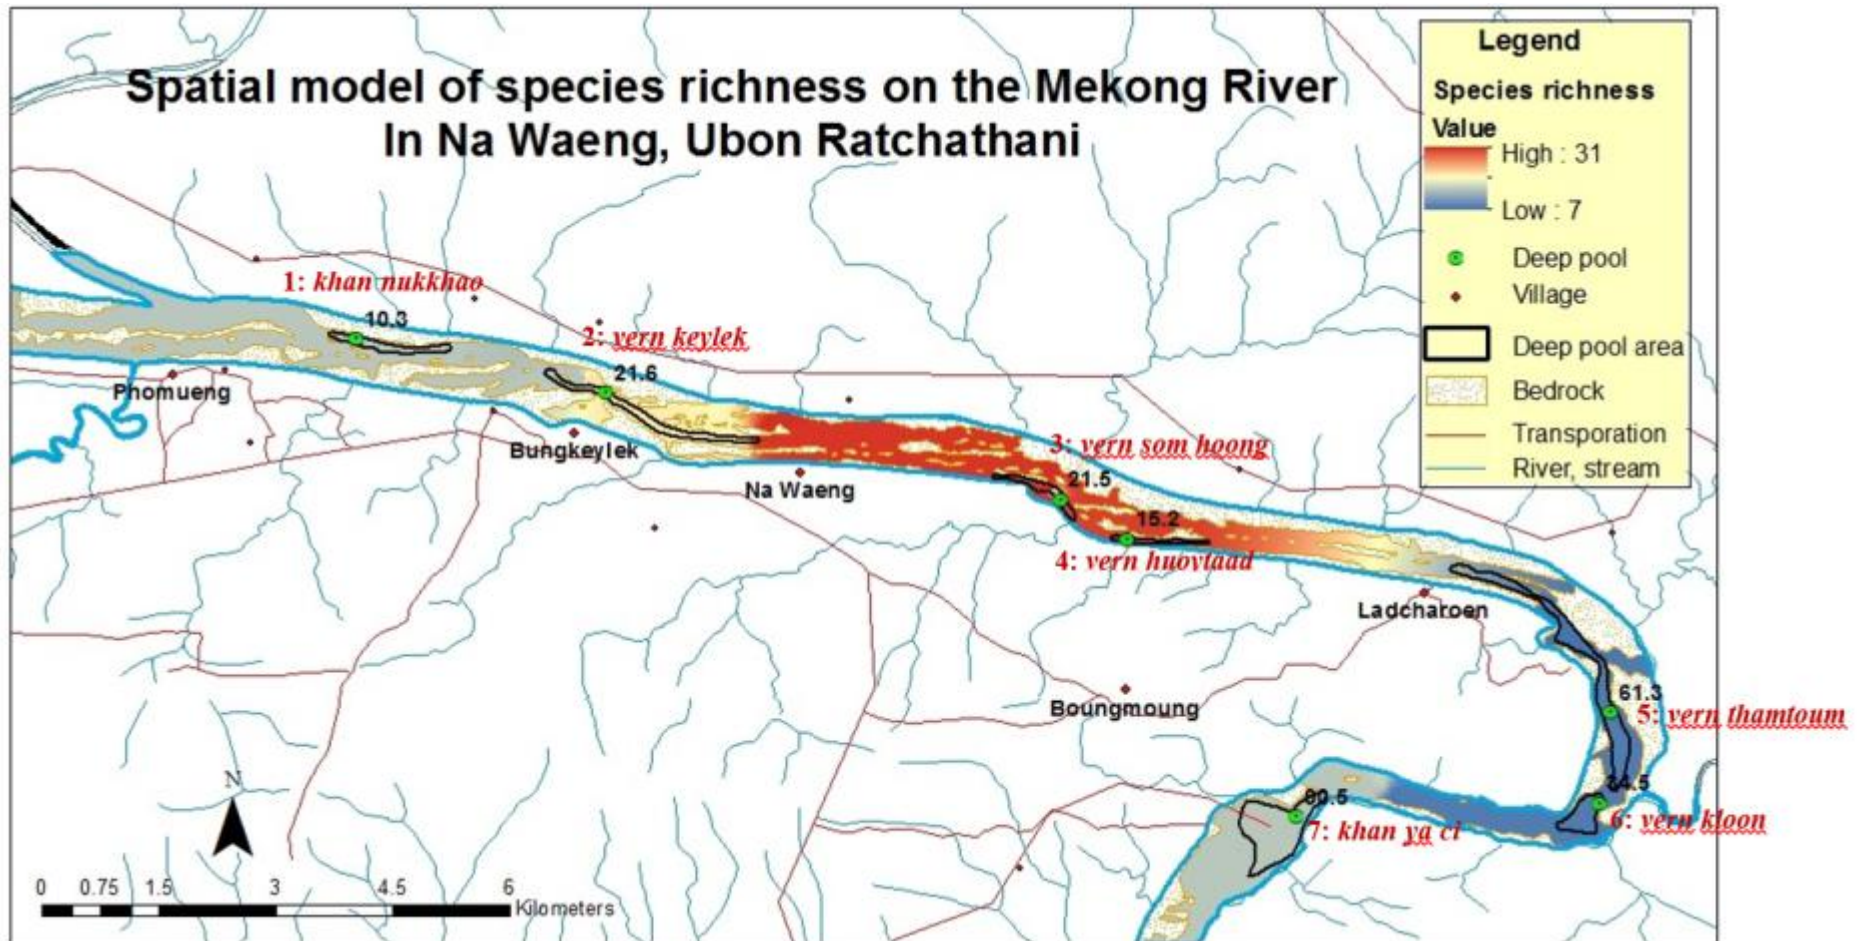 Spatial model of species richness on the Mekong River
In Na Waeng, Ubon Ratchathani
Legend
Species richness
Value
High : 31
Low : 7
Deep pool
Village
Deep pool area
Bedrock
Transporation
River, stream
1: khan nukkhao
10.3
2: vern keylek
21.6
Phomueng
Bungkeylek
Na Waeng
3: vern som hoong
21.5
15.2
4: vern huovtaad
Ladcharoen
Boungmoung
61.3
5: vern thamtoum
34.5
6: vern kloon
7: khan ya ci
N
0 0.75 1.5 3 4.5 6
Kilometers